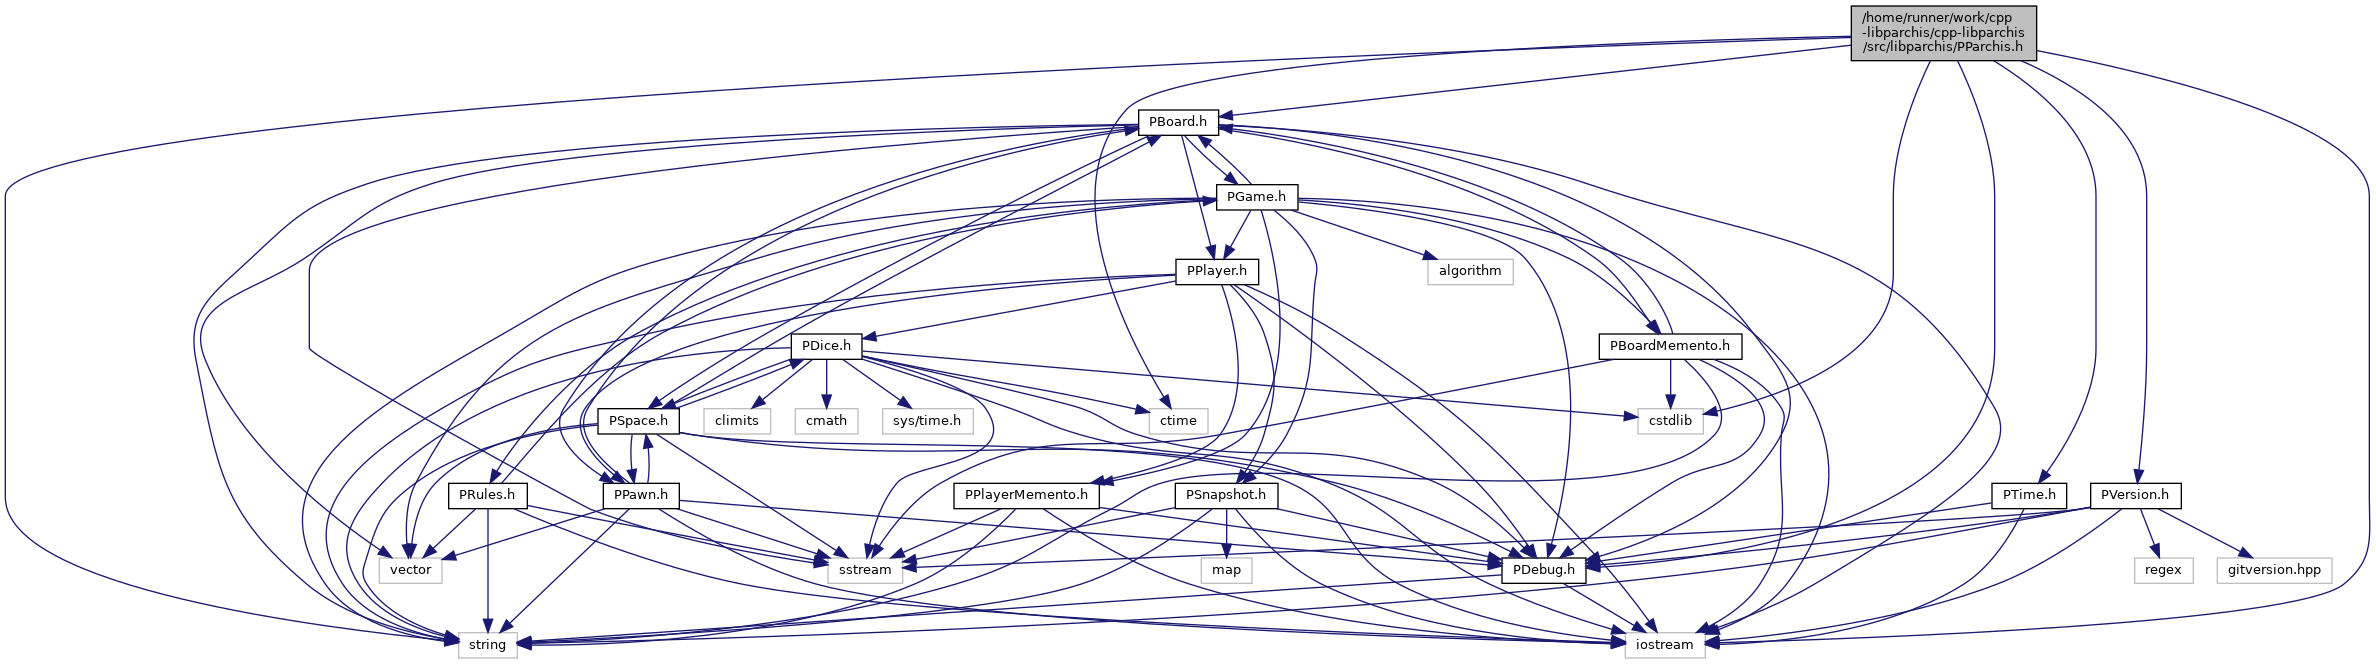 /home/runner/work/cpp
-libparchis/cpp-libparchis
/src/libparchis/PParchis.h
PBoard.h
PGame.h
PPlayer.h
algorithm
PDice.h
PBoardMemento.h
PSpace.h
climits
cmath
sys/time.h
ctime
cstdlib
PRules.h
PPawn.h
PPlayerMemento.h
PSnapshot.h
PTime.h
PVersion.h
vector
sstream
map
PDebug.h
regex
gitversion.hpp
string
iostream